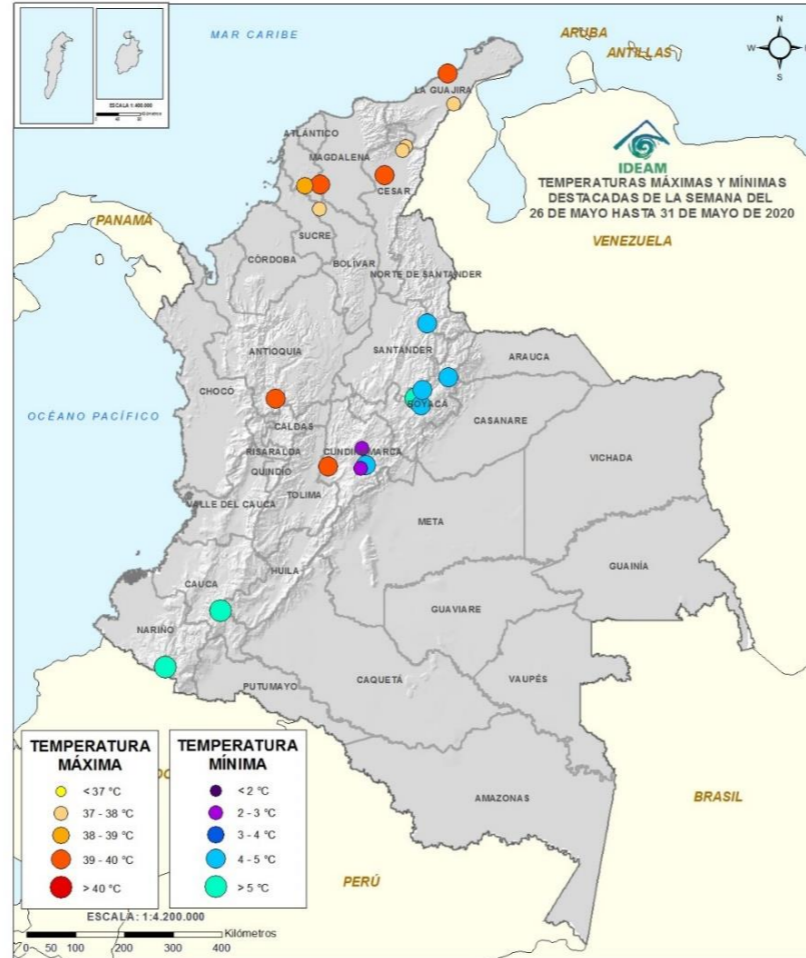 MAR CARIBE
ARUBA
ANTILLAS
N
W
E
S
ESCALA 1:400.000
Kilómetros
LA GUAJIRA
ATLÁNTICO
MAGDALENA
CESAR
IDEAM
TEMPERATURAS MÁXIMAS Y MÍNIMAS
DESTACADAS DE LA SEMANA DEL
26 DE MAYO HASTA 31 DE MAYO DE 2020
PANAMÁ
VENEZUELA
SUCRE
CÓRDOBA
BOLÍVAR
NORTE DE SANTANDER
ANTIOQUIA
SANTANDER
ARAUCA
CHOCÓ
BOYACÁ
OCÉANO PACÍFICO
CASANARE
CALDAS
RISARALDA
CUNDINAMARCA
VICHADA
QUINDÍO
TOLIMA
VALLE DEL CAUCA
META
GUAINÍA
HUILA
CAUCA
GUAVIARE
NARIÑO
CAQUETÁ
VAUPÉS
PUTUMAYO
AMAZONAS
BRASIL
PERÚ
TEMPERATURA
MÁXIMA
< 37 °C
37 - 38 °C
38 - 39 °C
39 - 40 °C
> 40 °C
TEMPERATURA
MÍNIMA
< 2 °C
2 - 3 °C
3 - 4 °C
4 - 5 °C
> 5 °C
ESCALA: 1:4.200.000
Kilómetros
0 50 100 200 300 400